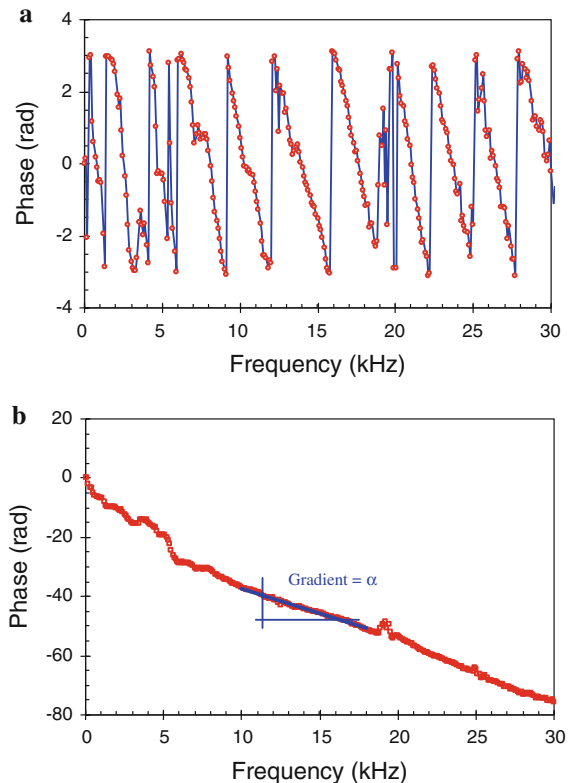 a
4
2
0
-2
-4
Phase (rad)
0 5 10 15 20 25 30
Frequency (kHz)
b
20
0
-20
-40
-60
-80
Phase (rad)
Gradient = α
0 5 10 15 20 25 30
Frequency (kHz)